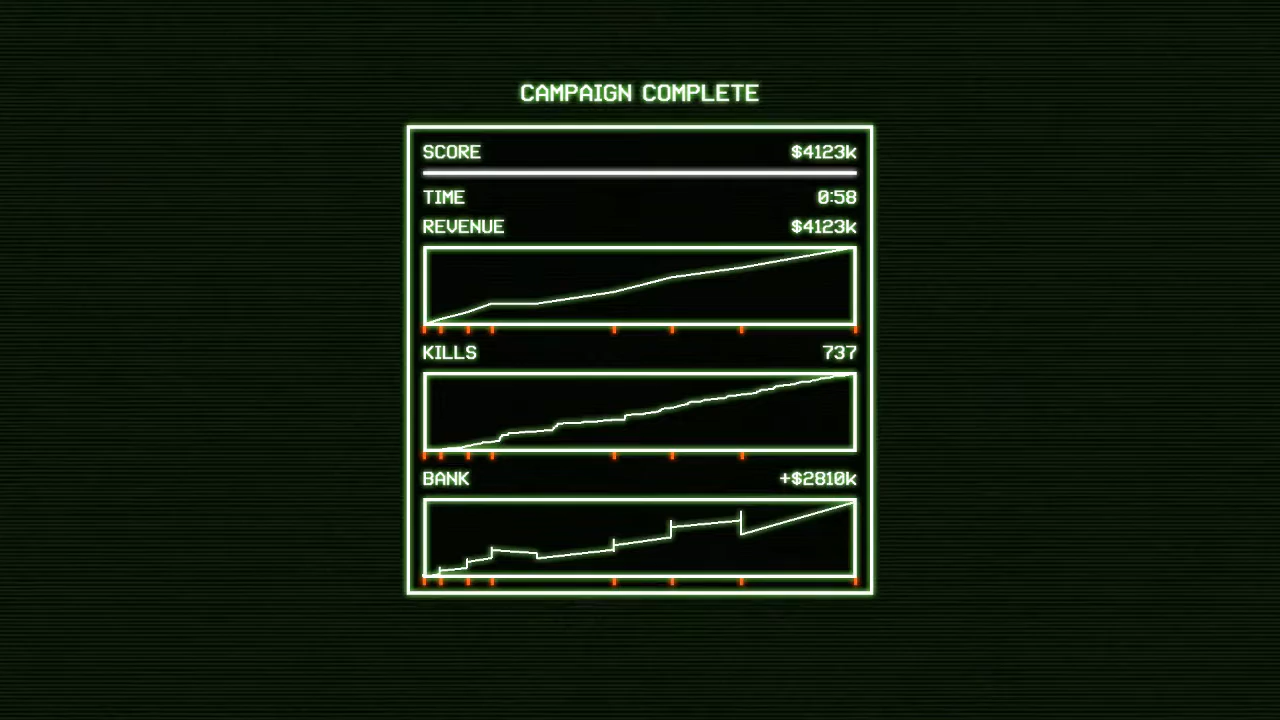 CAMPAIGN COMPLETE
SCORE $4123k
TIME 0:58
REVENUE $4123k
KILLS 737
BANK +$2810k